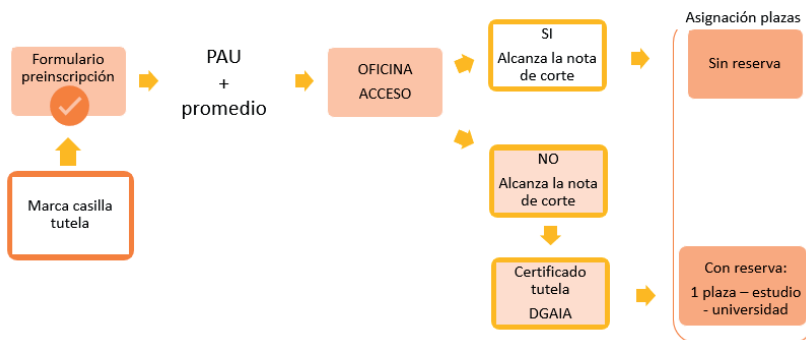 Formulario
preinscripción
Marca casilla
tutela
PAU
+
promedio
OFICINA
ACCESO
SI
Alcanza la nota
de corte
NO
Alcanza la nota
de corte
Certificado
tutela
DGAIA
Asignación plazas
Sin reserva
Con reserva:
1 plaza – estudio
- universidad